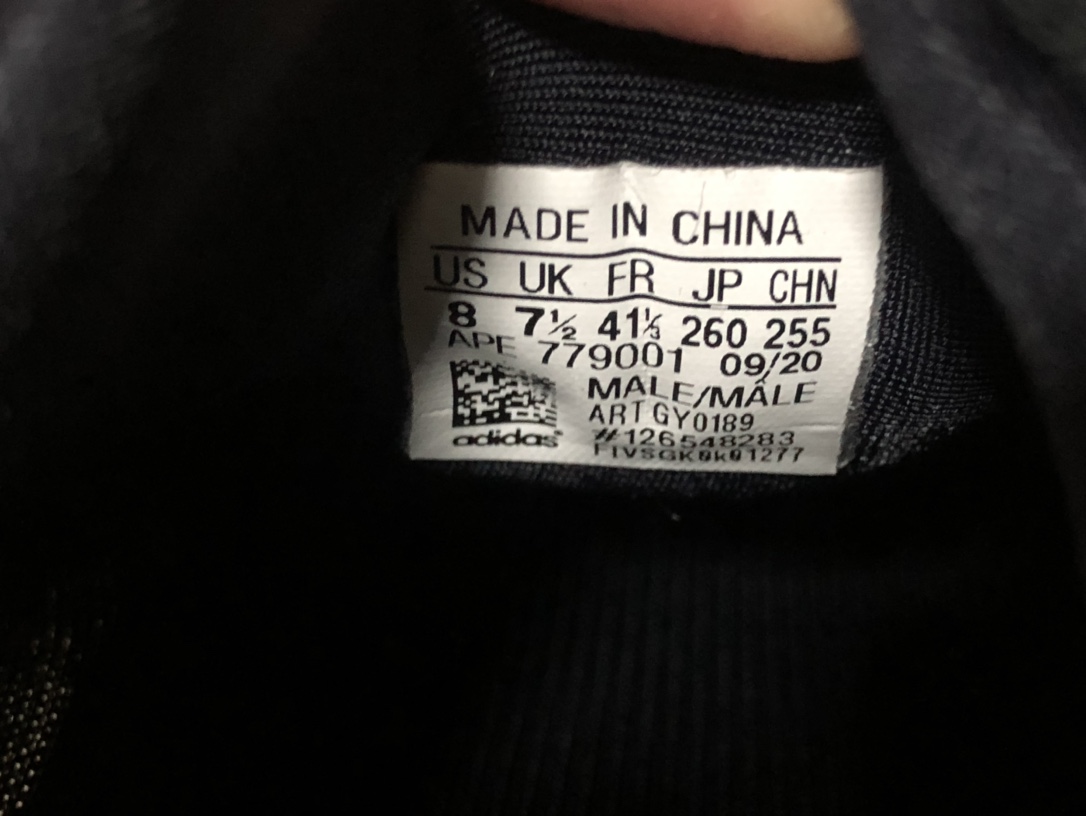 MADE IN CHINA
US UK FR JP CHN
8 7½ 41⅓ 260 255
APE 779001 09/20
MALE/MÂLE
ART GY0189
adidas #126548283
FIVSGK0k01277